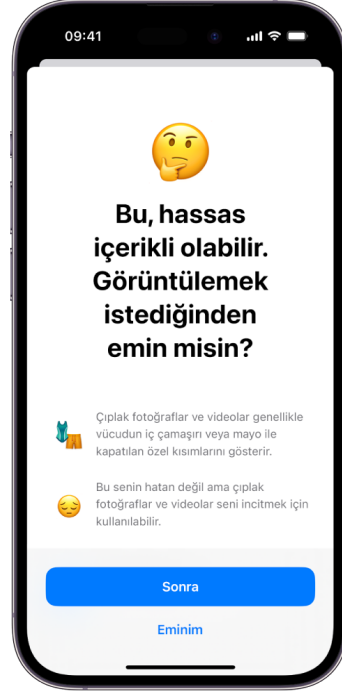 09:41
Bu, hassas
içerikli olabilir.
Görüntülemek
istediğinden
emin misin?
Çıplak fotoğraflar ve videolar genellikle
vücudun iç çamaşırı veya mayo ile
kapatılan özel kısımlarını gösterir.
Bu senin hatan değil ama çıplak
fotoğraflar ve videolar seni incitmek için
kullanılabilir.
Sonra
Eminim